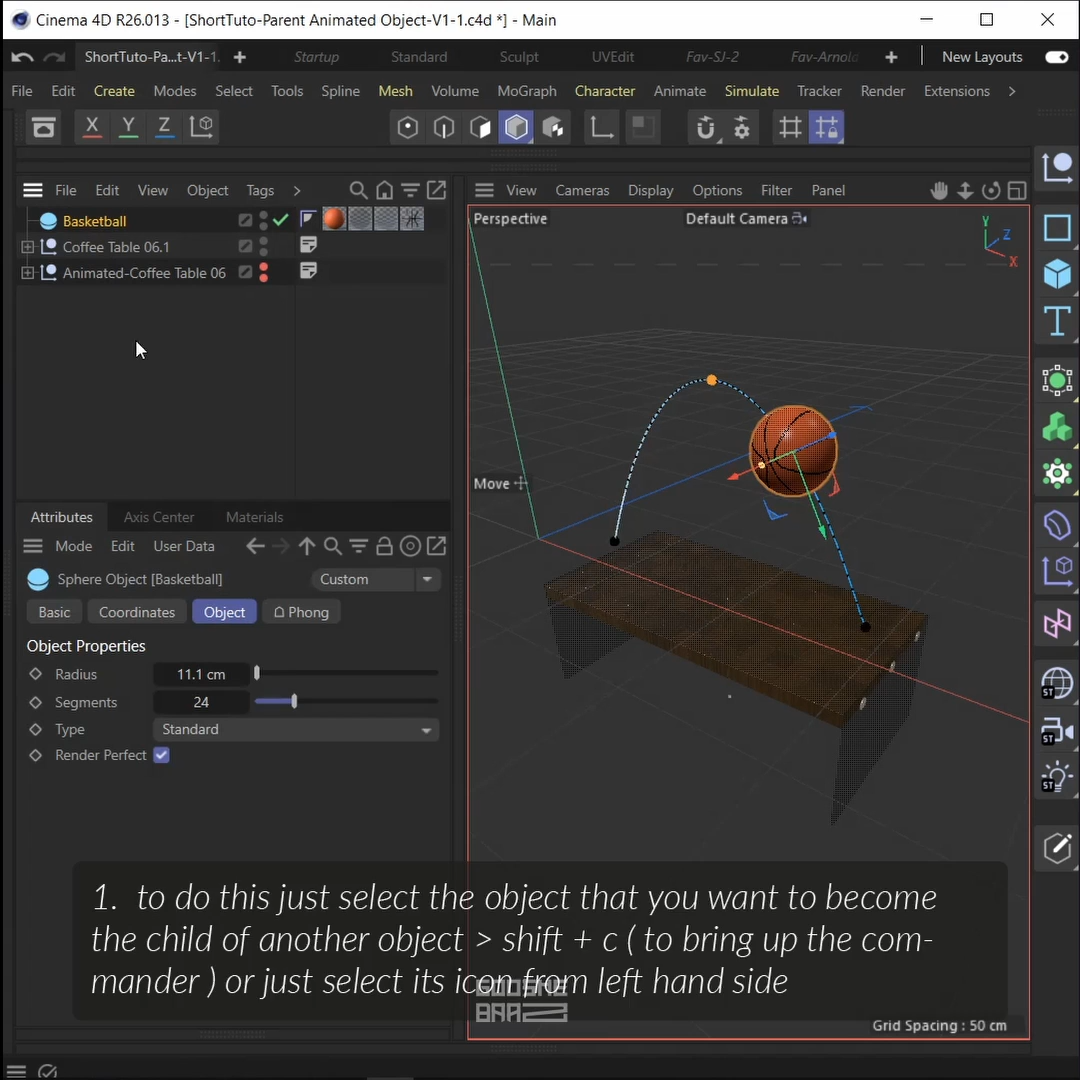 Cinema 4D R26.013 - [ShortTuto-Parent Animated Object-V1-1.c4d *] - Main
ShortTuto-Pa...t-V1-1. Startup Standard Sculpt UVEdit Fav-SJ-2 Fav-Arnold New Layouts
File Edit Create Modes Select Tools Spline Mesh Volume MoGraph Character Animate Simulate Tracker Render Extensions
X Y Z
File Edit View Object Tags
Basketball
Coffee Table 06.1
Animated-Coffee Table 06
View Cameras Display Options Filter Panel
Perspective Default Camera
Y
Z
X
Move
Attributes Axis Center Materials
Mode Edit User Data
Sphere Object [Basketball] Custom
Basic Coordinates Object Phong
Object Properties
Radius 11.1 cm
Segments 24
Type Standard
Render Perfect
T
ST
ST
ST
1. to do this just select the object that you want to become
the child of another object > shift + c ( to bring up the com-
mander ) or just select its icon from left hand side
Grid Spacing : 50 cm